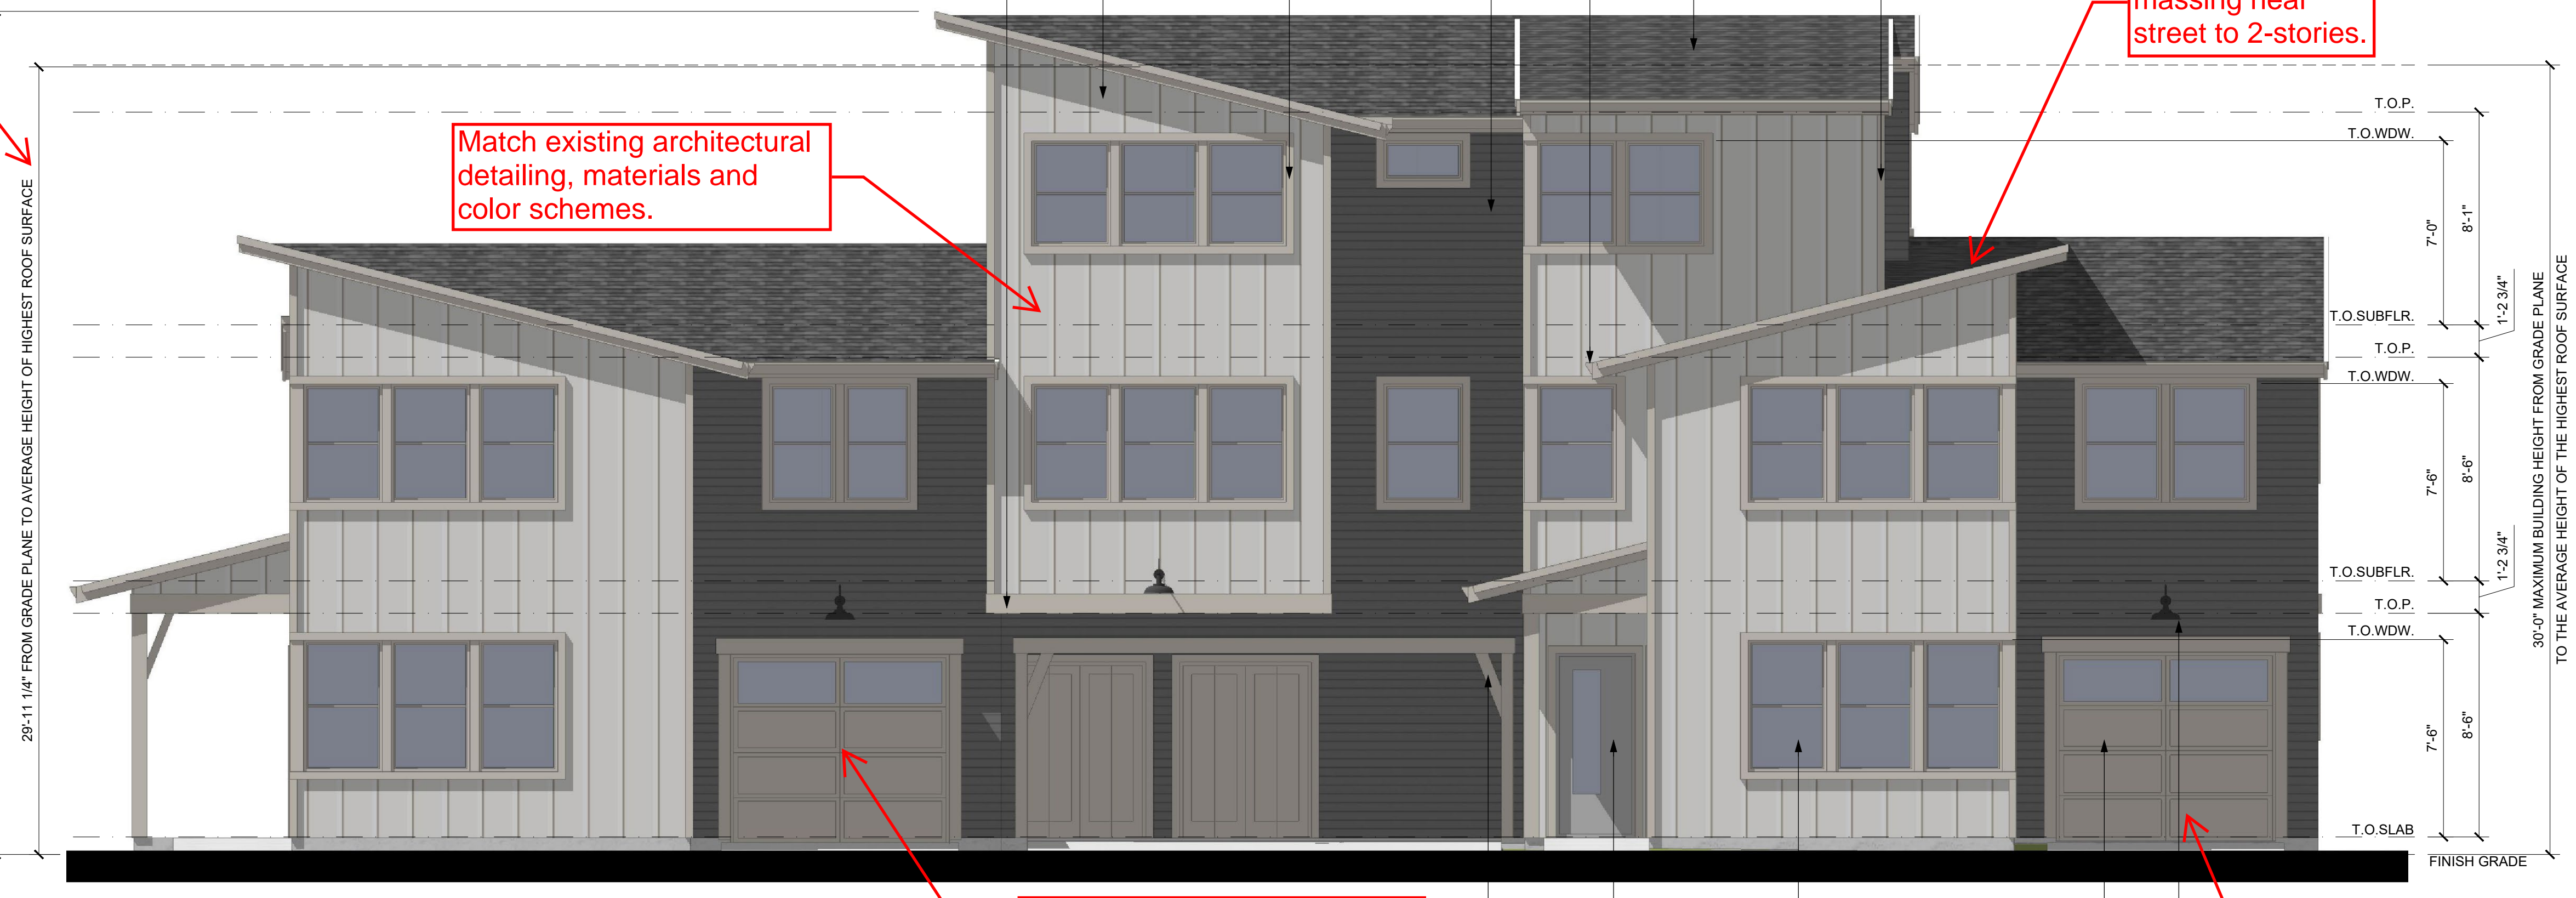 massing near
street to 2-stories.
Match existing architectural
detailing, materials and
color schemes.
29'-11 1/4" FROM GRADE PLANE TO AVERAGE HEIGHT OF HIGHEST ROOF SURFACE
T.O.P.
T.O.WDW.
7'-0"
8'-1"
T.O.SUBFLR.
1'-2 3/4"
T.O.P.
T.O.WDW.
7'-6"
8'-6"
T.O.SUBFLR.
1'-2 3/4"
T.O.P.
T.O.WDW.
7'-6"
8'-6"
T.O.SLAB
FINISH GRADE
30'-0" MAXIMUM BUILDING HEIGHT FROM GRADE PLANE
TO THE AVERAGE HEIGHT OF THE HIGHEST ROOF SURFACE